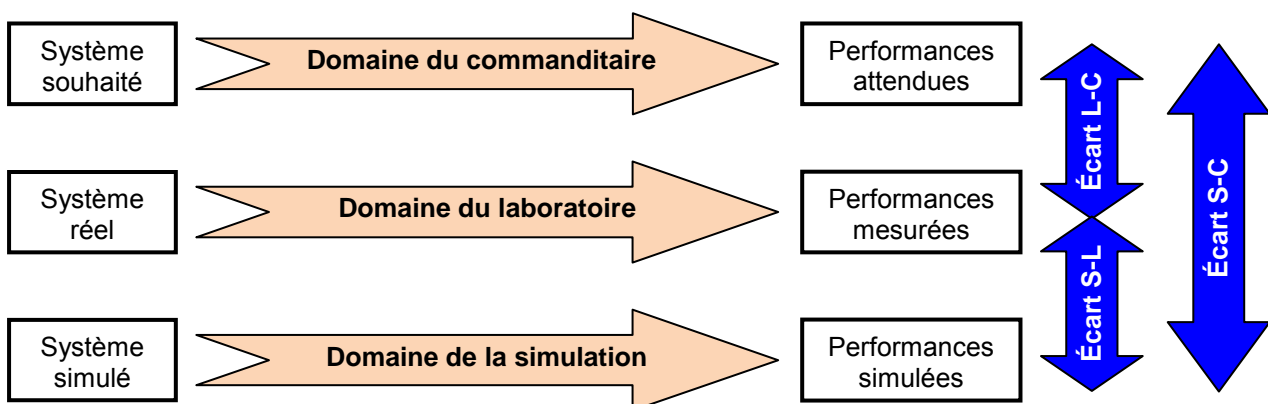 Système
souhaité
Domaine du commanditaire
Performances
attendues
Écart L-C
Écart S-C
Système
réel
Domaine du laboratoire
Performances
mesurées
Écart S-L
Système
simulé
Domaine de la simulation
Performances
simulées